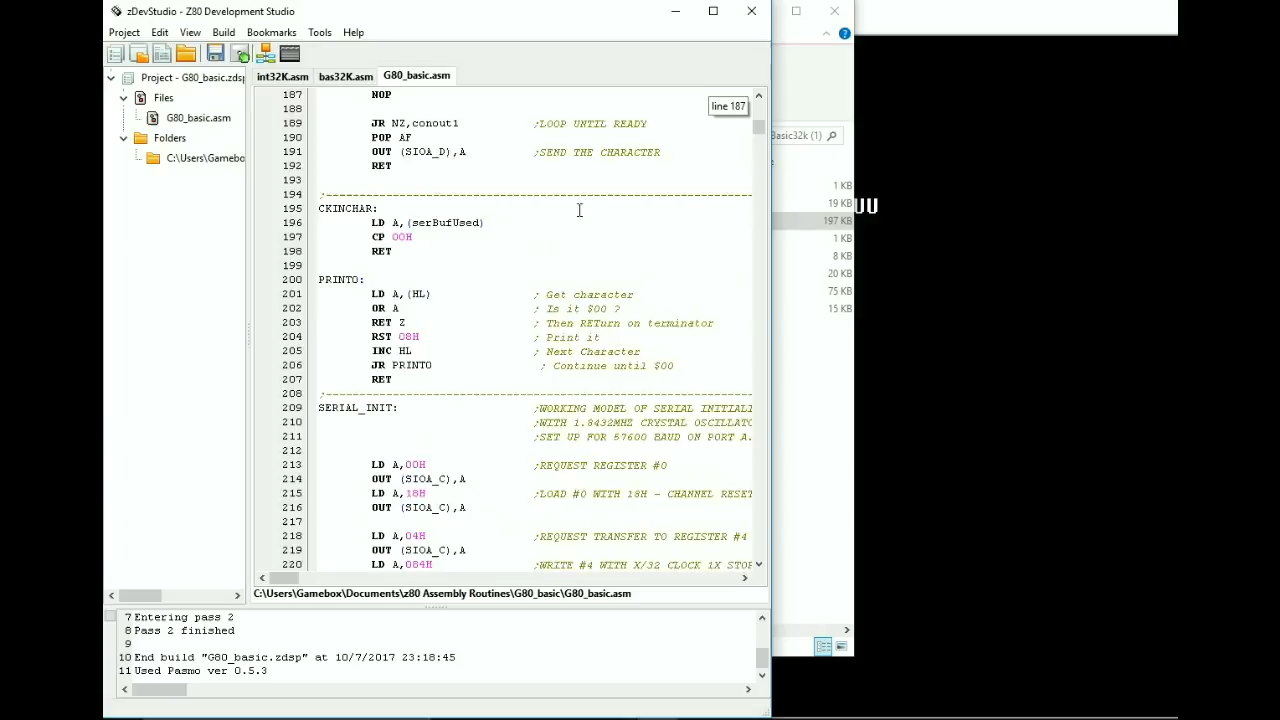 zDevStudio - Z80 Development Studio
Project Edit View Build Bookmarks Tools Help
Project - G80_basic.zdsp
Files
G80_basic.asm
Folders
C:\Users\Gamebo
int32K.asm bas32K.asm G80_basic.asm
line 187
187 NOP
188
189 JR NZ,conout1 ;LOOP UNTIL READY
190 POP AF
191 OUT (SIOA_D),A ;SEND THE CHARACTER
192 RET
193
194 ;------------------------------------------------------------------
195 CKINCHAR:
196 LD A,(serBufUsed)
197 CP 00H
198 RET
199
200 PRINTO:
201 LD A,(HL) ; Get character
202 OR A ; Is it $00 ?
203 RET Z ; Then RETurn on terminator
204 RST 08H ; Print it
205 INC HL ; Next Character
206 JR PRINTO ; Continue until $00
207 RET
208 ;------------------------------------------------------------------
209 SERIAL_INIT: ;WORKING MODEL OF SERIAL INITIALI
210 ;WITH 1.8432MHZ CRYSTAL OSCILLATO
211 ;SET UP FOR 57600 BAUD ON PORT A.
212
213 LD A,00H ;REQUEST REGISTER #0
214 OUT (SIOA_C),A
215 LD A,18H ;LOAD #0 WITH 18H - CHANNEL RESET
216 OUT (SIOA_C),A
217
218 LD A,04H ;REQUEST TRANSFER TO REGISTER #4
219 OUT (SIOA_C),A
220 LD A,084H ;WRITE #4 WITH X/32 CLOCK 1X STOP
C:\Users\Gamebox\Documents\z80 Assembly Routines\G80_basic\G80_basic.asm
7 Entering pass 2
8 Pass 2 finished
9
10 End build "G80_basic.zdsp" at 10/7/2017 23:18:45
11 Used Pasmo ver 0.5.3
Basic32k (1)
1 KB
19 KB
197 KB
1 KB
8 KB
20 KB
75 KB
15 KB
UU